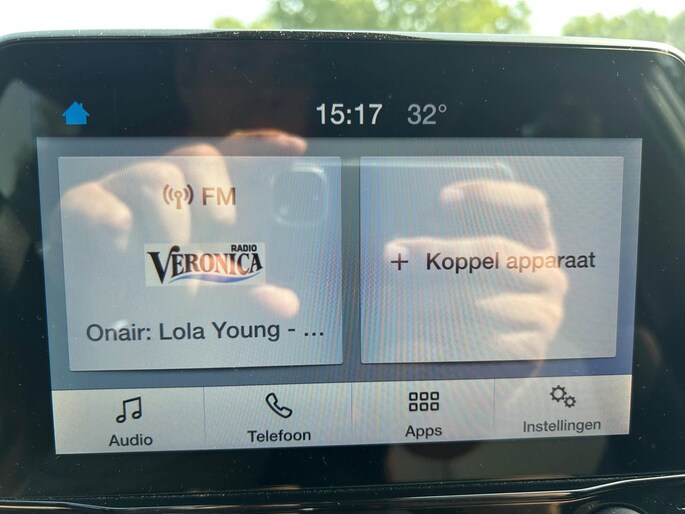 15:17 32°
FM
RADIO
VERONICA
Onair: Lola Young - ...
+ Koppel apparaat
Audio
Telefoon
Apps
Instellingen